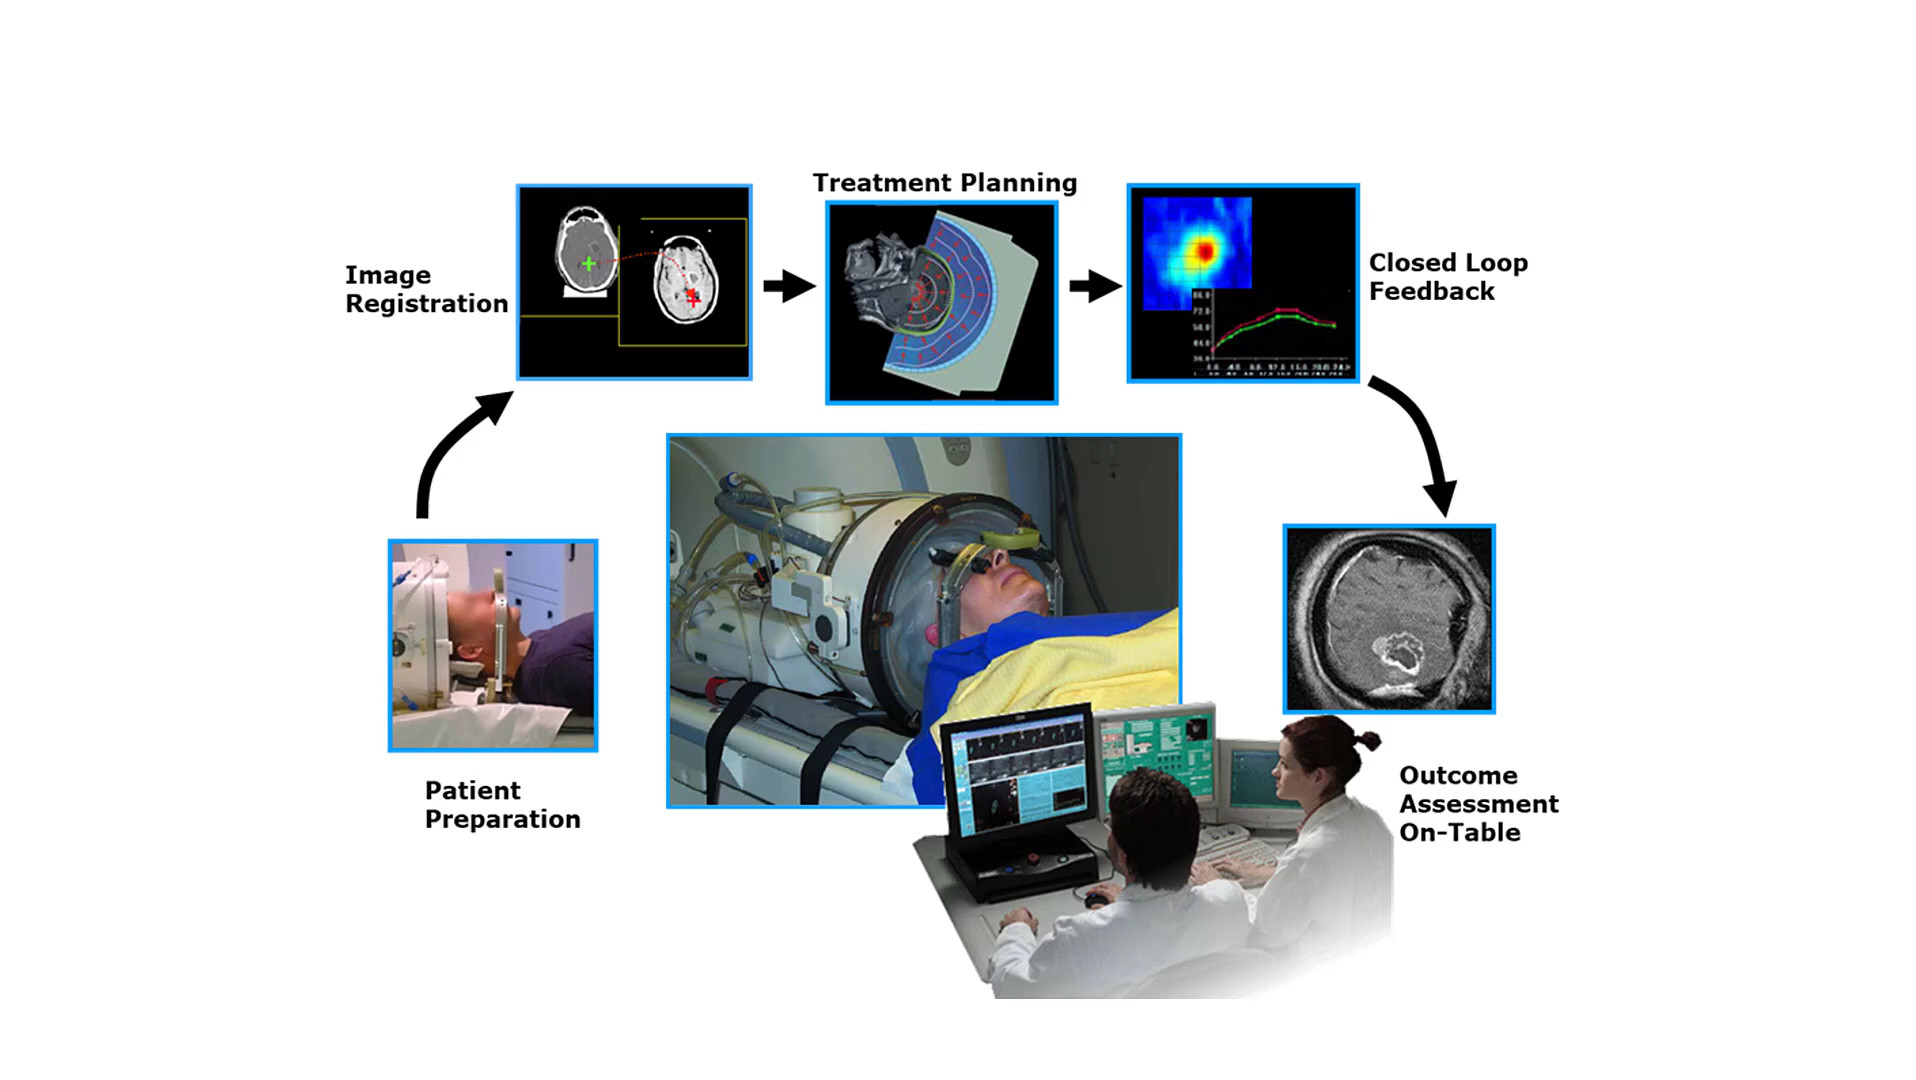 Treatment Planning
Image
Registration
Closed Loop
Feedback
Patient
Preparation
Outcome
Assessment
On-Table